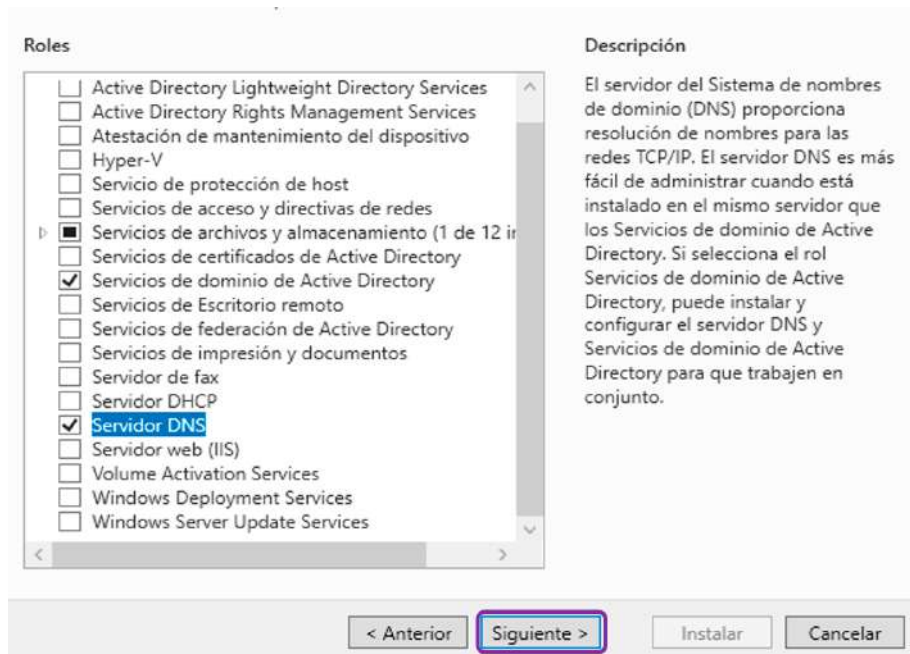 Roles
Active Directory Lightweight Directory Services
Active Directory Rights Management Services
Atestación de mantenimiento del dispositivo
Hyper-V
Servicio de protección de host
Servicios de acceso y directivas de redes
Servicios de archivos y almacenamiento (1 de 12 ir
Servicios de certificados de Active Directory
Servicios de dominio de Active Directory
Servicios de Escritorio remoto
Servicios de federación de Active Directory
Servicios de impresión y documentos
Servidor de fax
Servidor DHCP
Servidor DNS
Servidor web (IIS)
Volume Activation Services
Windows Deployment Services
Windows Server Update Services
Descripción
El servidor del Sistema de nombres
de dominio (DNS) proporciona
resolución de nombres para las
redes TCP/IP. El servidor DNS es más
fácil de administrar cuando está
instalado en el mismo servidor que
los Servicios de dominio de Active
Directory. Si selecciona el rol
Servicios de dominio de Active
Directory, puede instalar y
configurar el servidor DNS y
Servicios de dominio de Active
Directory para que trabajen en
conjunto.
< Anterior
Siguiente >
Instalar
Cancelar